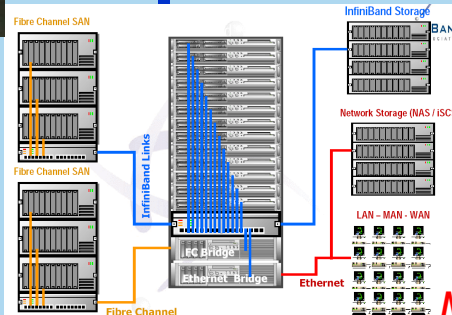 Fibre Channel SAN
InfiniBand Storage
BAN
Network Storage (NAS / iSC
InfiniBand Links
Fibre Channel SAN
LAN – MAN - WAN
FC Bridge
Ethernet Bridge
Ethernet
Fibre Channel